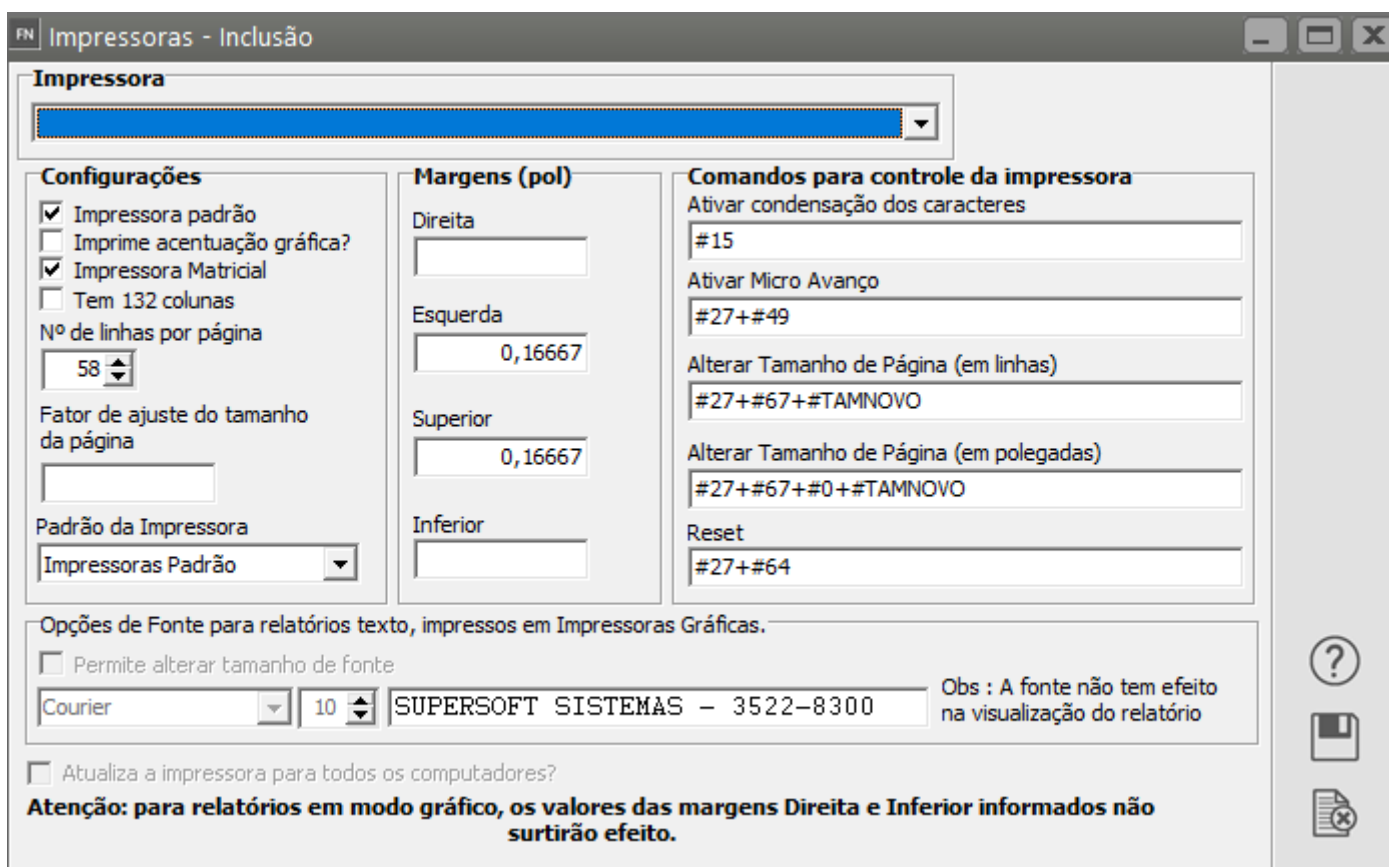 FN Impressoras - Inclusão
Impressora
Configurações
Impressora padrão
Imprime acentuação gráfica?
Impressora Matricial
Tem 132 colunas
Nº de linhas por página
58
Fator de ajuste do tamanho
da página
Padrão da Impressora
Impressoras Padrão
Margens (pol)
Direita
Esquerda
0,16667
Superior
0,16667
Inferior
Comandos para controle da impressora
Ativar condensação dos caracteres
#15
Ativar Micro Avanço
#27+#49
Alterar Tamanho de Página (em linhas)
#27+#67+#TAMNOVO
Alterar Tamanho de Página (em polegadas)
#27+#67+#0+#TAMNOVO
Reset
#27+#64
Opções de Fonte para relatórios texto, impressos em Impressoras Gráficas.
Permite alterar tamanho de fonte
Courier 10 SUPERSOFT SISTEMAS - 3522-8300
Obs : A fonte não tem efeito
na visualização do relatório
Atualiza a impressora para todos os computadores?
Atenção: para relatórios em modo gráfico, os valores das margens Direita e Inferior informados não
surtirão efeito.